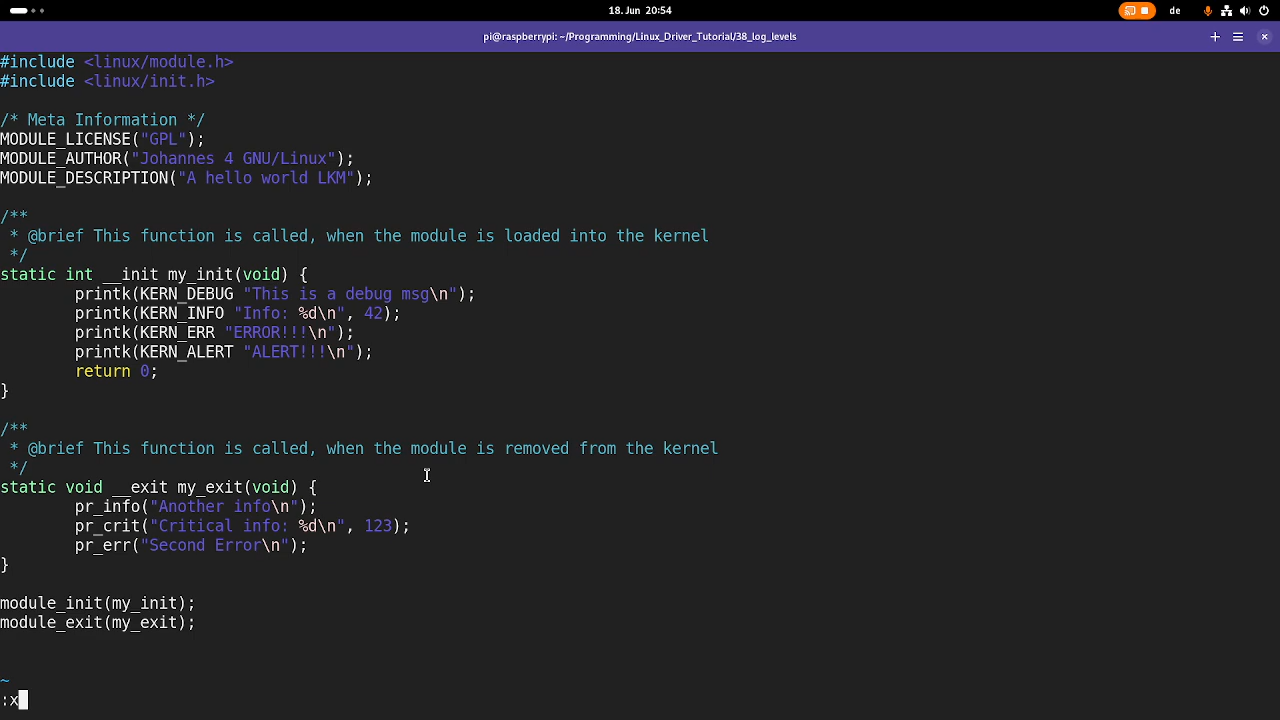 18. Jun 20:54
de
pi@raspberrypi: ~/Programming/Linux_Driver_Tutorial/38_log_levels
#include <linux/module.h>
#include <linux/init.h>
/* Meta Information */
MODULE_LICENSE("GPL");
MODULE_AUTHOR("Johannes 4 GNU/Linux");
MODULE_DESCRIPTION("A hello world LKM");
/**
 * @brief This function is called, when the module is loaded into the kernel
 */
static int __init my_init(void) {
        printk(KERN_DEBUG "This is a debug msg\n");
        printk(KERN_INFO "Info: %d\n", 42);
        printk(KERN_ERR "ERROR!!!\n");
        printk(KERN_ALERT "ALERT!!!\n");
        return 0;
}
/**
 * @brief This function is called, when the module is removed from the kernel
 */
static void __exit my_exit(void) {
        pr_info("Another info\n");
        pr_crit("Critical info: %d\n", 123);
        pr_err("Second Error\n");
}
module_init(my_init);
module_exit(my_exit);
~
:x